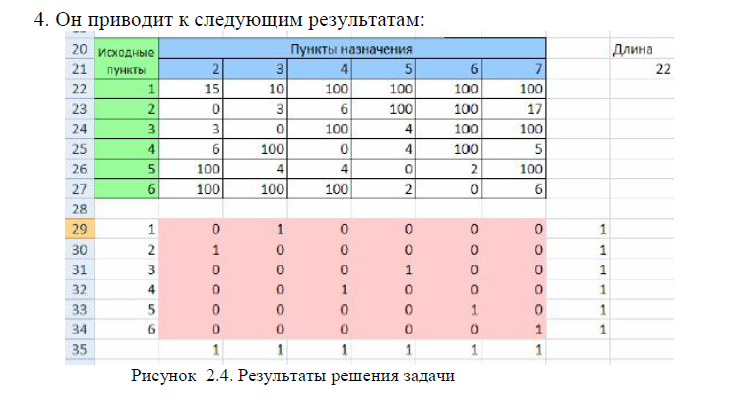 4. Он приводит к следующим результатам:
20 Исходные Пункты назначения Длина
21 пункты 2 3 4 5 6 7 22
22 1 15 10 100 100 100 100
23 2 0 3 6 100 100 17
24 3 3 0 100 4 100 100
25 4 6 100 0 4 100 5
26 5 100 4 4 0 2 100
27 6 100 100 100 2 0 6
28
29 1 0 1 0 0 0 0 1
30 2 1 0 0 0 0 0 1
31 3 0 0 0 1 0 0 1
32 4 0 0 1 0 0 0 1
33 5 0 0 0 0 1 0 1
34 6 0 0 0 0 0 1 1
35 1 1 1 1 1 1
Рисунок 2.4. Результаты решения задачи